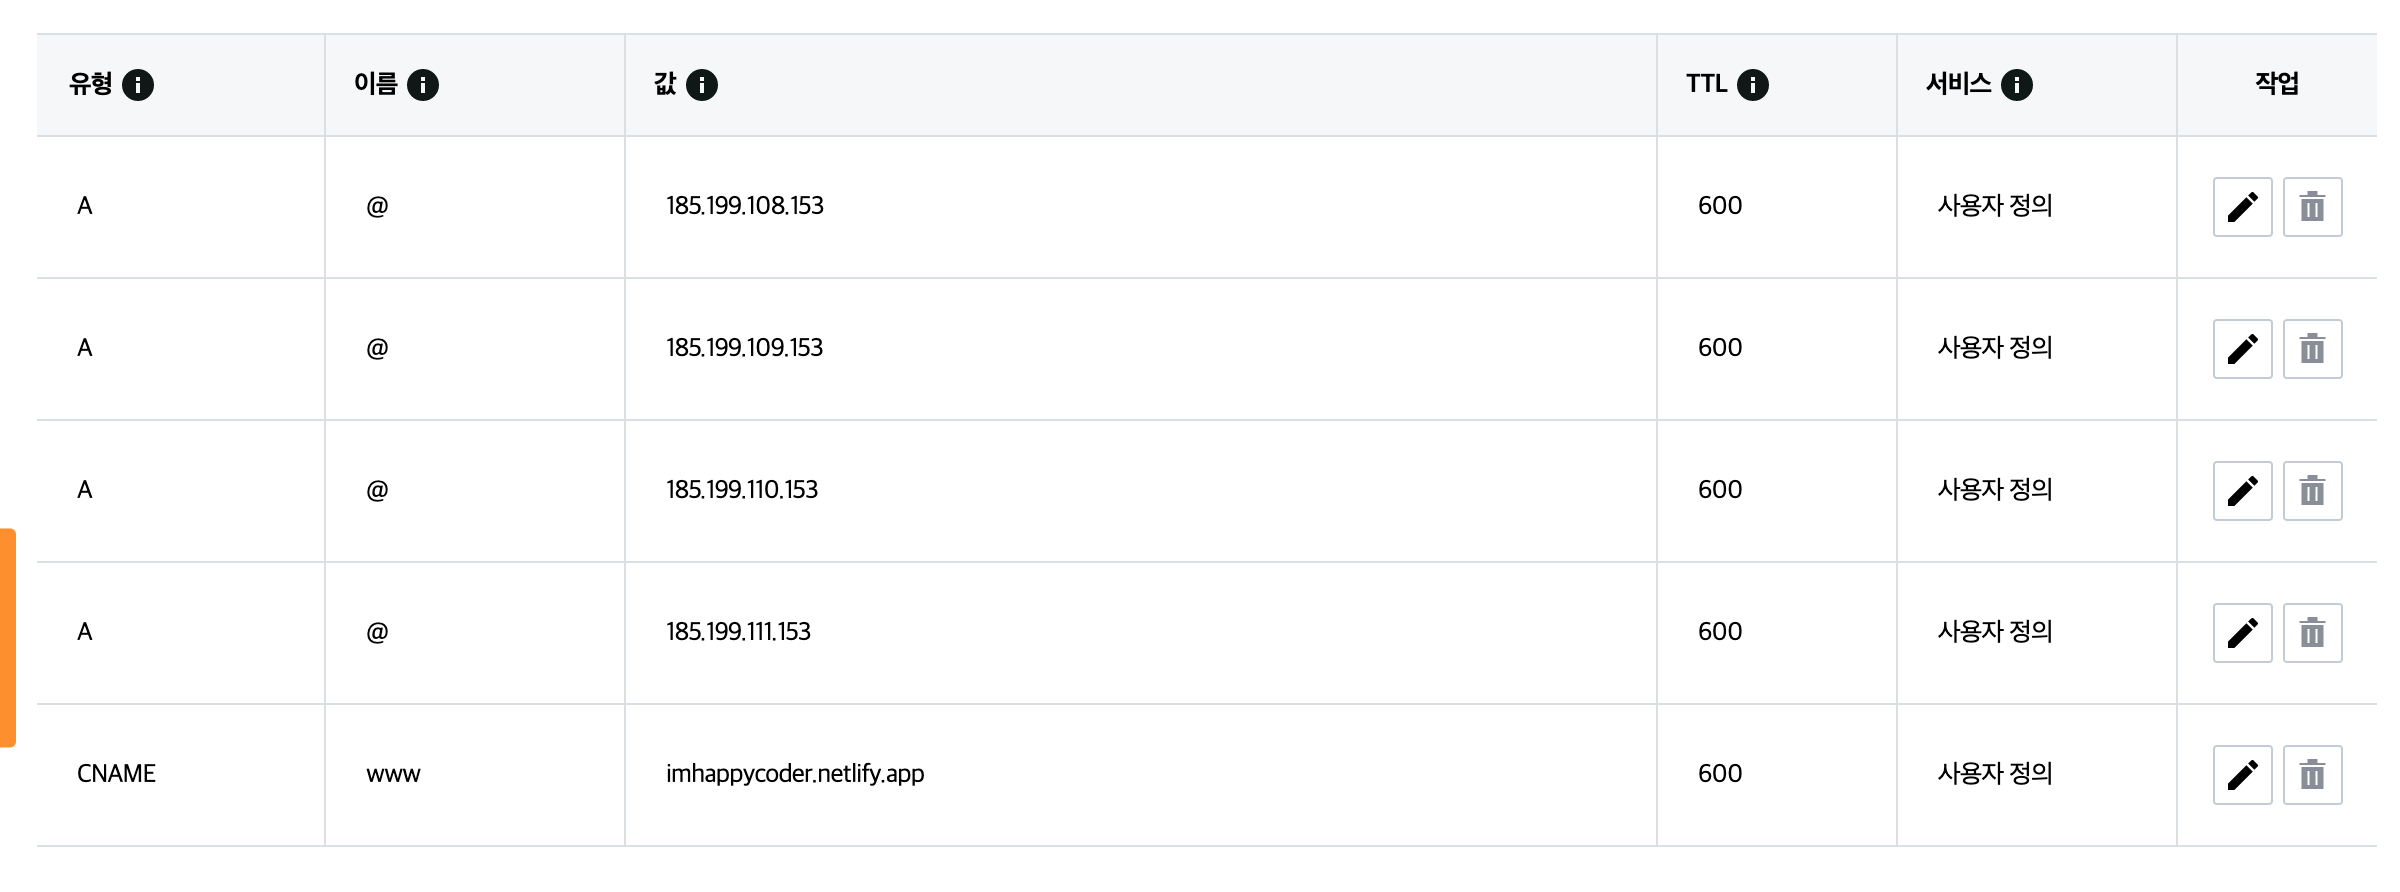 유형 이름 값 TTL 서비스 작업
A @ 185.199.108.153 600 사용자 정의
A @ 185.199.109.153 600 사용자 정의
A @ 185.199.110.153 600 사용자 정의
A @ 185.199.111.153 600 사용자 정의
CNAME www imhappycoder.netlify.app 600 사용자 정의